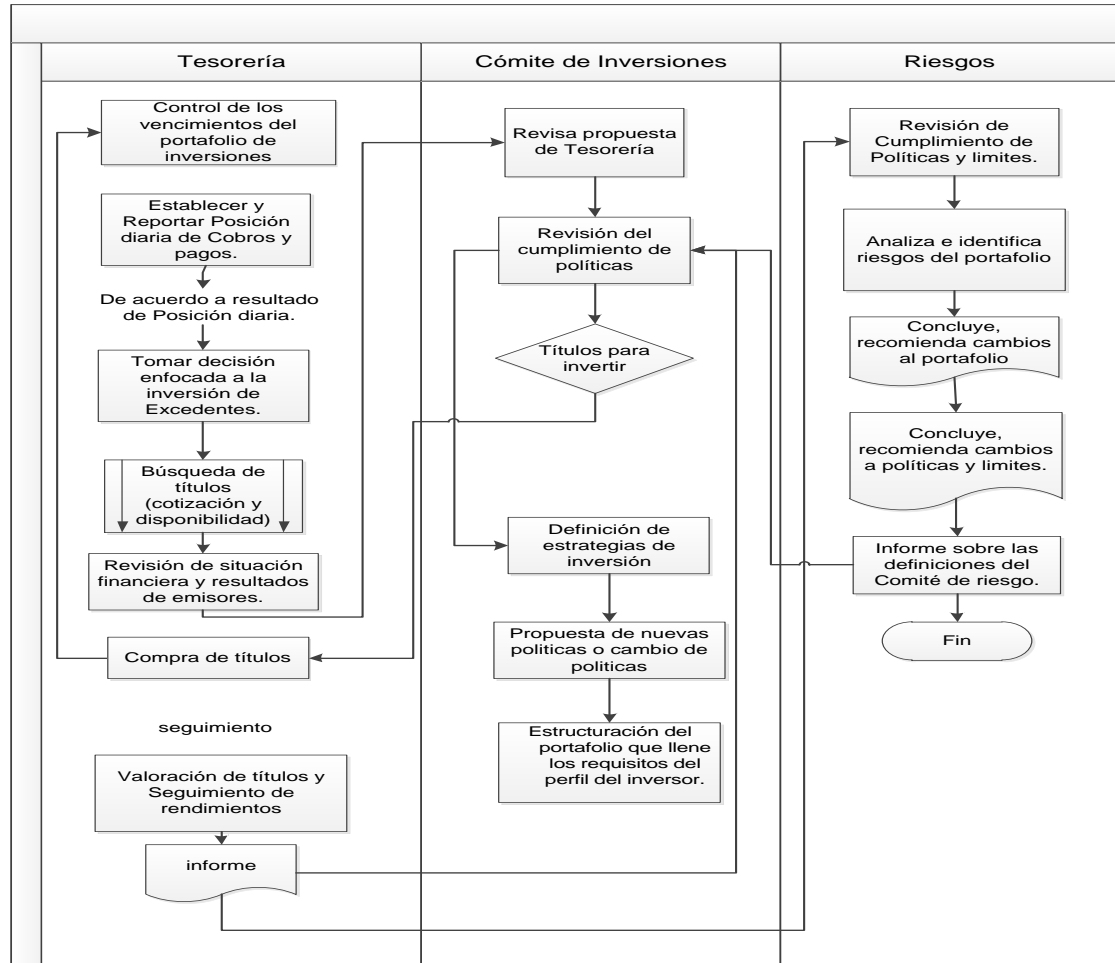 Tesorería
Cómite de Inversiones
Riesgos
Control de los
vencimientos del
portafolio de
inversiones
Establecer y
Reportar Posición
diaria de Cobros y
pagos.
De acuerdo a resultado
de Posición diaria.
Tomar decisión
enfocada a la
inversión de
Excedentes.
Búsqueda de
títulos
(cotización y
disponibilidad)
Revisión de situación
financiera y resultados
de emisores.
Compra de títulos
seguimiento
Valoración de títulos y
Seguimiento de
rendimientos
informe
Revisa propuesta
de Tesorería
Revisión del
cumplimiento de
políticas
Títulos para
invertir
Definición de
estrategias de
inversión
Propuesta de nuevas
politicas o cambio de
politicas
Estructuración del
portafolio que llene
los requisitos del
perfil del inversor.
Revisión de
Cumplimiento de
Políticas y limites.
Analiza e identifica
riesgos del portafolio
Concluye,
recomienda cambios
al portafolio
Concluye,
recomienda cambios
a políticas y limites.
Informe sobre las
definiciones del
Comité de riesgo.
Fin